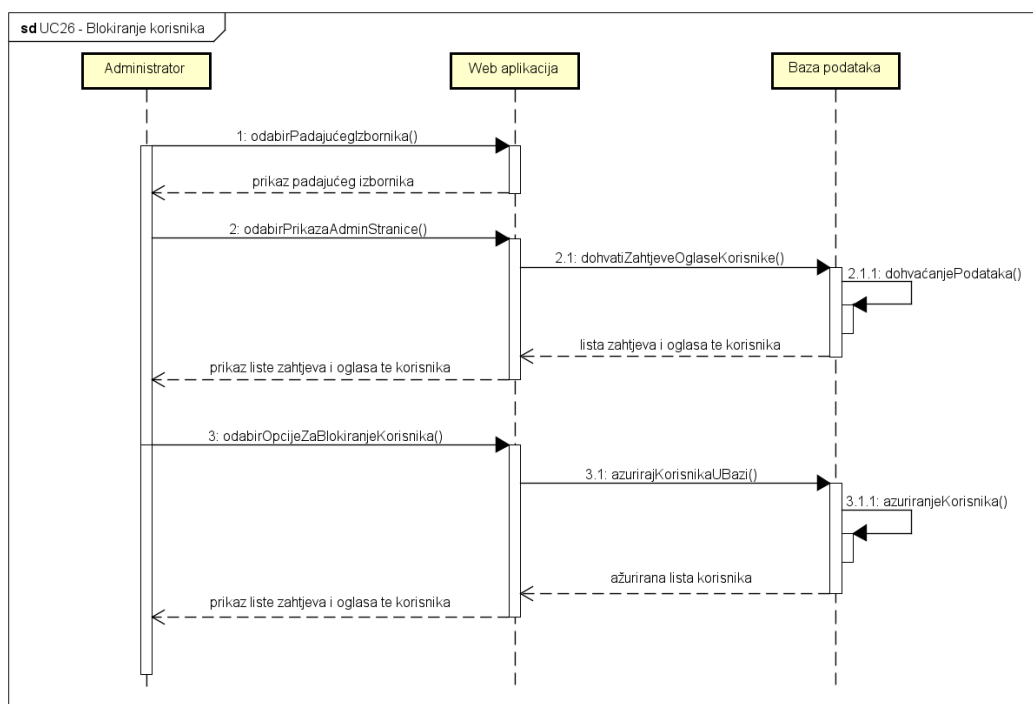 sd UC26 - Blokiranje korisnika
Administrator
Web aplikacija
Baza podataka
1: odabirPadajućegIzbornika()
prikaz padajućeg izbornika
2: odabirPrikazaAdminStranice()
2.1: dohvatiZahtjeveOglaseKorisnike()
2.1.1: dohvaćanjePodataka()
lista zahtjeva i oglasa te korisnika
prikaz liste zahtjeva i oglasa te korisnika
3: odabirOpcijeZaBlokiranjeKorisnika()
3.1: azurirajKorisnikaUBazi()
3.1.1: azuriranjeKorisnika()
ažurirana lista korisnika
prikaz liste zahtjeva i oglasa te korisnika